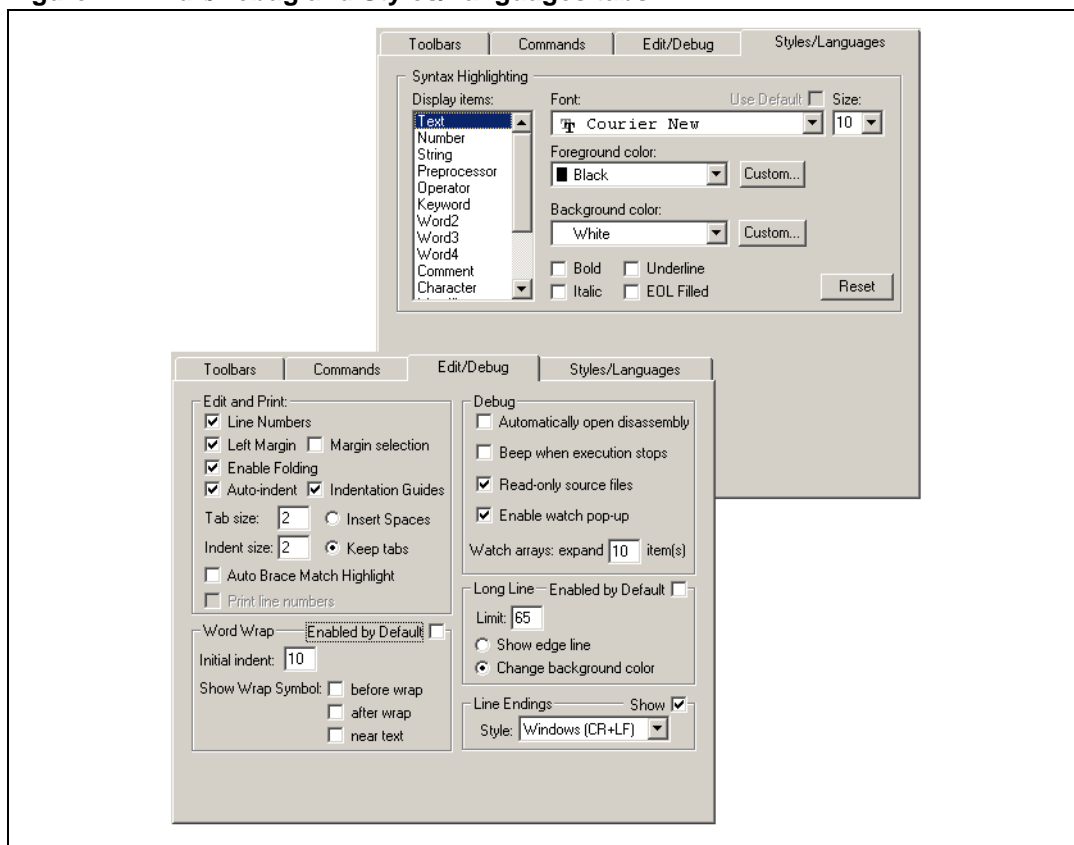 Toolbars Commands Edit/Debug Styles/Languages
Syntax Highlighting
Display items:
Text
Number
String
Preprocessor
Operator
Keyword
Word2
Word3
Word4
Comment
Character
Font: Use Default Size:
Courier New 10
Foreground color:
Black Custom...
Background color:
White Custom...
Bold Underline
Italic EOL Filled
Reset
Toolbars Commands Edit/Debug Styles/Languages
Edit and Print:
Line Numbers
Left Margin Margin selection
Enable Folding
Auto-indent Indentation Guides
Tab size: 2 Insert Spaces
Indent size: 2 Keep tabs
Auto Brace Match Highlight
Print line numbers
Word Wrap Enabled by Default
Initial indent: 10
Show Wrap Symbol: before wrap
after wrap
near text
Debug
Automatically open disassembly
Beep when execution stops
Read-only source files
Enable watch pop-up
Watch arrays: expand 10 item(s)
Long Line Enabled by Default
Limit: 65
Show edge line
Change background color
Line Endings Show
Style: Windows (CR+LF)